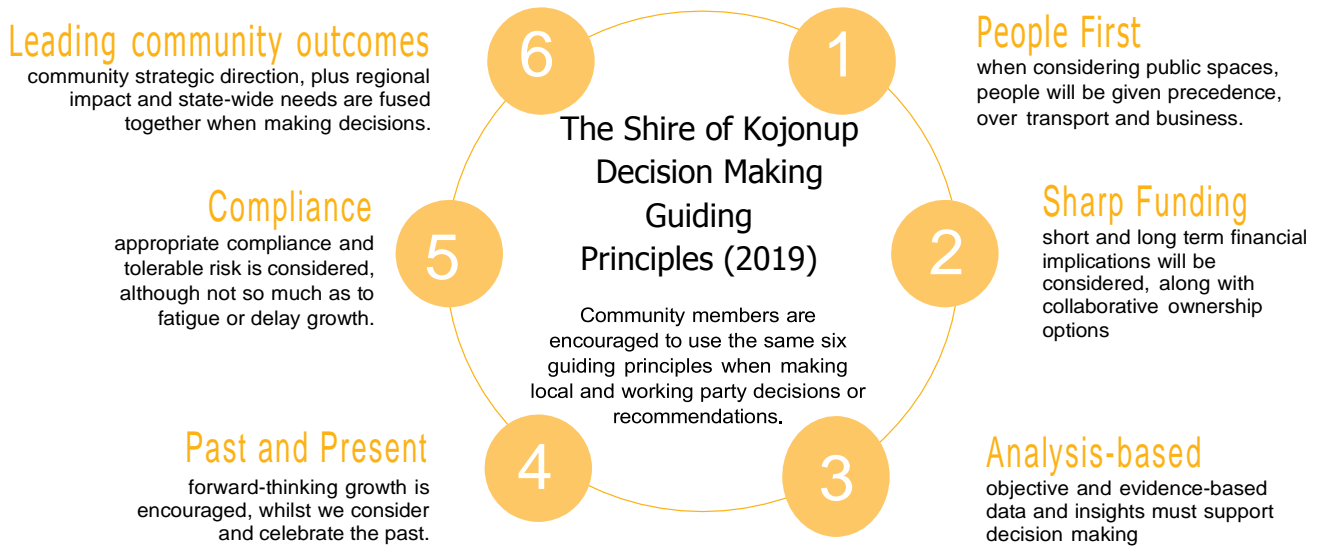 The Shire of Kojonup
Decision Making
Guiding
Principles (2019)
Community members are
encouraged to use the same six
guiding principles when making
local and working party decisions or
recommendations.
1
People First
when considering public spaces,
people will be given precedence,
over transport and business.
2
Sharp Funding
short and long term financial
implications will be
considered, along with
collaborative ownership
options
3
Analysis-based
objective and evidence-based
data and insights must support
decision making
4
Past and Present
forward-thinking growth is
encouraged, whilst we consider
and celebrate the past.
5
Compliance
appropriate compliance and
tolerable risk is considered,
although not so much as to
fatigue or delay growth.
6
Leading community outcomes
community strategic direction, plus regional
impact and state-wide needs are fused
together when making decisions.